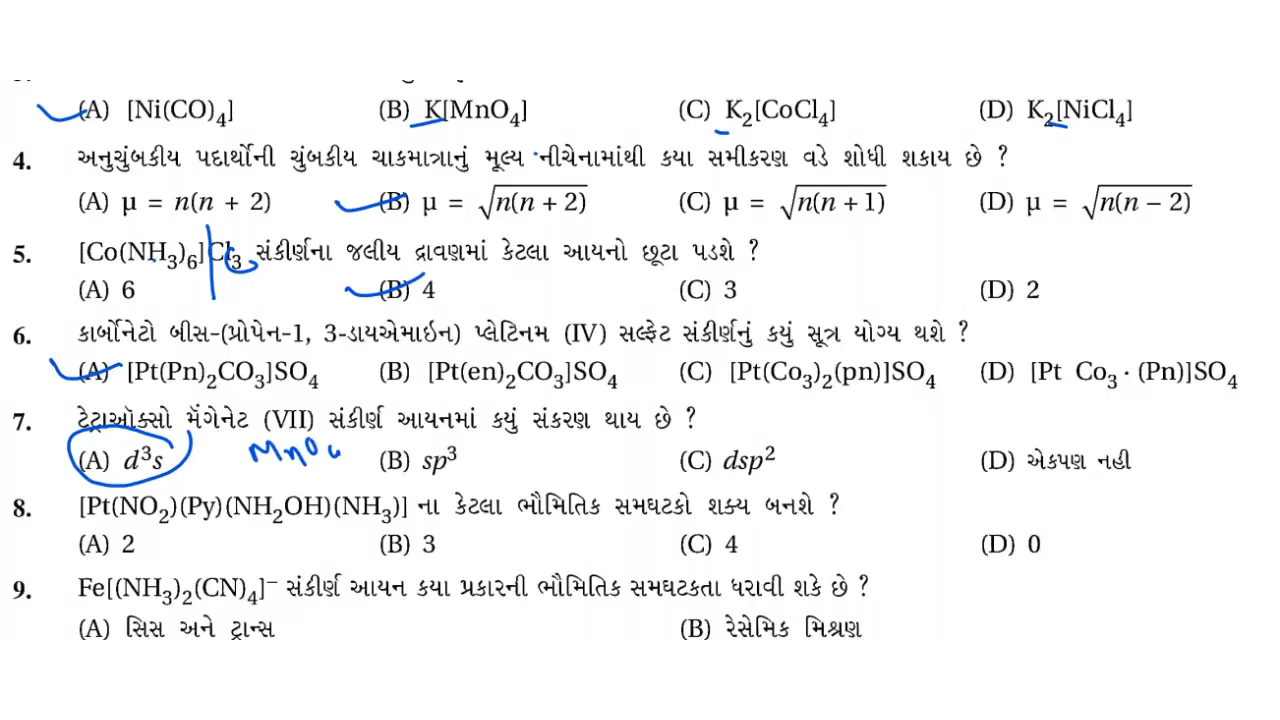 (A) [Ni(CO)₄] (B) K[MnO₄] (C) K₂[CoCl₄] (D) K₂[NiCl₄]
4. અનુચુંબકીય પદાર્થોની ચુંબકીય ચાકમાત્રાનું મૂલ્ય નીચેનામાંથી કયા સમીકરણ વડે શોધી શકાય છે ?
(A) μ = n(n + 2) (B) μ = √n(n + 2) (C) μ = √n(n + 1) (D) μ = √n(n − 2)
5. [Co(NH₃)₆]Cl₃ સંકીર્ણના જલીય દ્રાવણમાં કેટલા આયનો છૂટા પડશે ?
(A) 6 (B) 4 (C) 3 (D) 2
6. કાર્બોનેટો બીસ-(પ્રોપેન-1, 3-ડાયએમાઇન) પ્લેટિનમ (IV) સલ્ફેટ સંકીર્ણનું કયું સૂત્ર યોગ્ય થશે ?
(A) [Pt(Pn)₂CO₃]SO₄ (B) [Pt(en)₂CO₃]SO₄ (C) [Pt(Co₃)₂(pn)]SO₄ (D) [Pt Co₃ · (Pn)]SO₄
7. ટેટ્રાઑક્સો મેંગેનેટ (VII) સંકીર્ણ આયનમાં કયું સંકરણ થાય છે ?
(A) d³s MnO₄ (B) sp³ (C) dsp² (D) એકપણ નહી
8. [Pt(NO₂)(Py)(NH₂OH)(NH₃)] ના કેટલા ભૌમિતિક સમઘટકો શક્ય બનશે ?
(A) 2 (B) 3 (C) 4 (D) 0
9. Fe[(NH₃)₂(CN)₄]⁻ સંકીર્ણ આયન કયા પ્રકારની ભૌમિતિક સમઘટકતા ધરાવી શકે છે ?
(A) સિસ અને ટ્રાન્સ (B) રેસેમિક મિશ્રણ